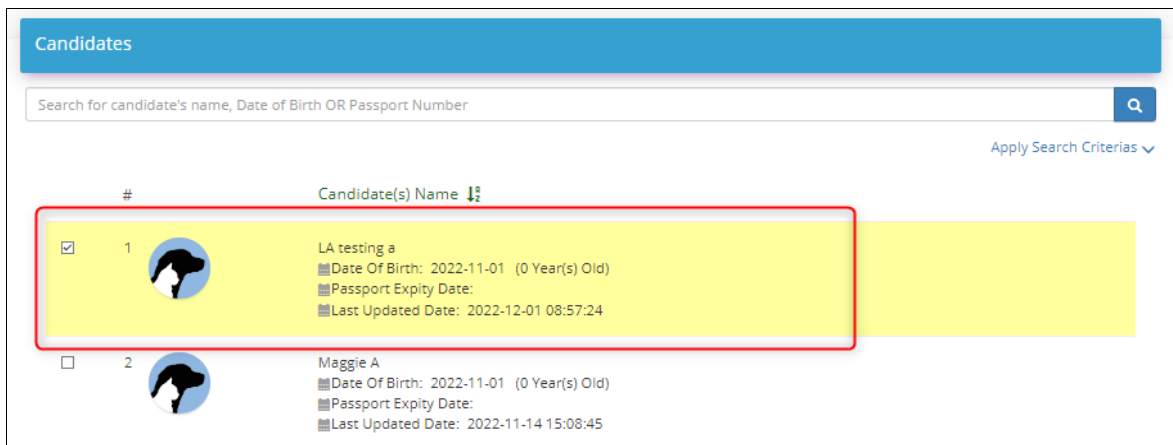 Candidates
Search for candidate's name, Date of Birth OR Passport Number
Apply Search Criterias
# Candidate(s) Name
1 LA testing a
Date Of Birth: 2022-11-01 (0 Year(s) Old)
Passport Expity Date:
Last Updated Date: 2022-12-01 08:57:24
2 Maggie A
Date Of Birth: 2022-11-01 (0 Year(s) Old)
Passport Expity Date:
Last Updated Date: 2022-11-14 15:08:45